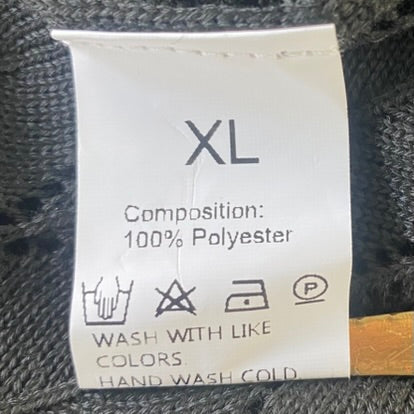 XL
Composition:
100% Polyester
P
WASH WITH LIKE
COLORS.
HAND WASH COLD